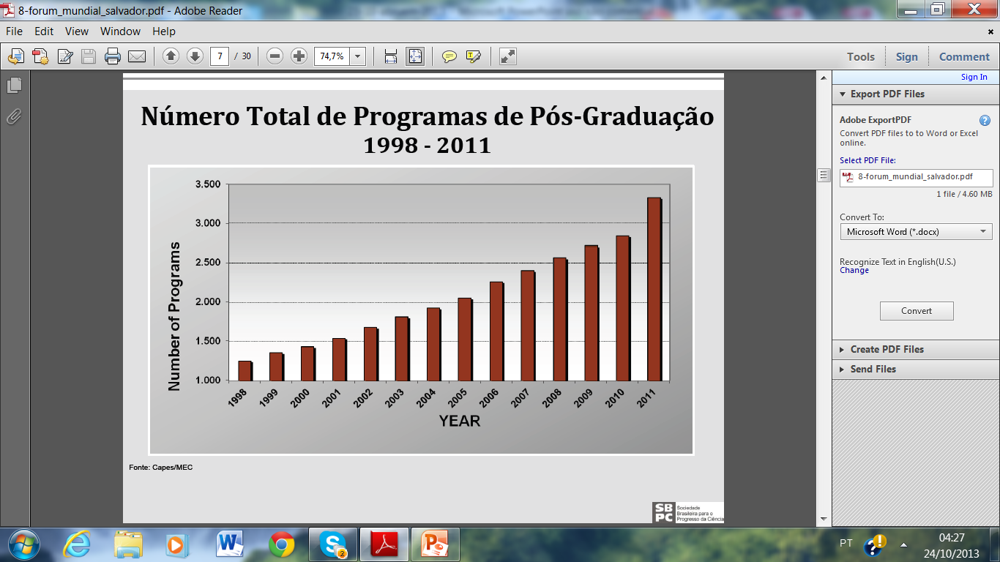 8-forum_mundial_salvador.pdf - Adobe Reader
File Edit View Window Help
7 / 30 74,7% Tools Sign Comment
Sign In
Export PDF Files
Adobe ExportPDF
Convert PDF files to to Word or Excel
online.
Select PDF File:
8-forum_mundial_salvador.pdf
1 file / 4.60 MB
Convert To:
Microsoft Word (*.docx)
Recognize Text in English(U.S.)
Change
Convert
Create PDF Files
Send Files
Número Total de Programas de Pós-Graduação
1998 - 2011
Number of Programs
3.500
3.000
2.500
2.000
1.500
1.000
1998 1999 2000 2001 2002 2003 2004 2005 2006 2007 2008 2009 2010 2011
YEAR
Fonte: Capes/MEC
SB
PC
Sociedade
Brasileira para o
Progresso da Ciência
2
PT
04:27
24/10/2013